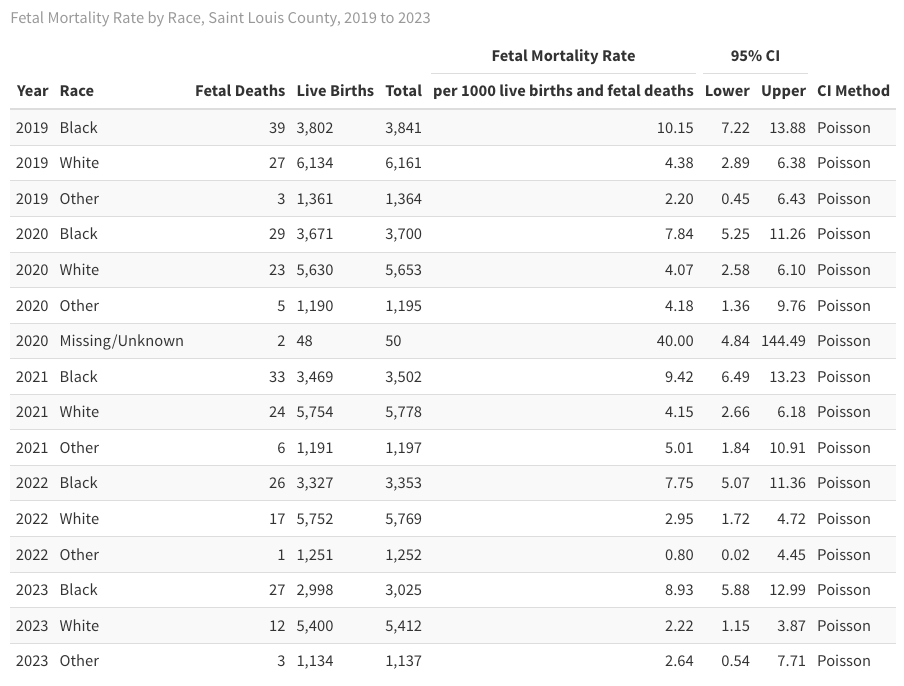 Fetal Mortality Rate by Race, Saint Louis County, 2019 to 2023
Fetal Mortality Rate 95% CI
Year Race Fetal Deaths Live Births Total per 1000 live births and fetal deaths Lower Upper CI Method
2019 Black 39 3,802 3,841 10.15 7.22 13.88 Poisson
2019 White 27 6,134 6,161 4.38 2.89 6.38 Poisson
2019 Other 3 1,361 1,364 2.20 0.45 6.43 Poisson
2020 Black 29 3,671 3,700 7.84 5.25 11.26 Poisson
2020 White 23 5,630 5,653 4.07 2.58 6.10 Poisson
2020 Other 5 1,190 1,195 4.18 1.36 9.76 Poisson
2020 Missing/Unknown 2 48 50 40.00 4.84 144.49 Poisson
2021 Black 33 3,469 3,502 9.42 6.49 13.23 Poisson
2021 White 24 5,754 5,778 4.15 2.66 6.18 Poisson
2021 Other 6 1,191 1,197 5.01 1.84 10.91 Poisson
2022 Black 26 3,327 3,353 7.75 5.07 11.36 Poisson
2022 White 17 5,752 5,769 2.95 1.72 4.72 Poisson
2022 Other 1 1,251 1,252 0.80 0.02 4.45 Poisson
2023 Black 27 2,998 3,025 8.93 5.88 12.99 Poisson
2023 White 12 5,400 5,412 2.22 1.15 3.87 Poisson
2023 Other 3 1,134 1,137 2.64 0.54 7.71 Poisson